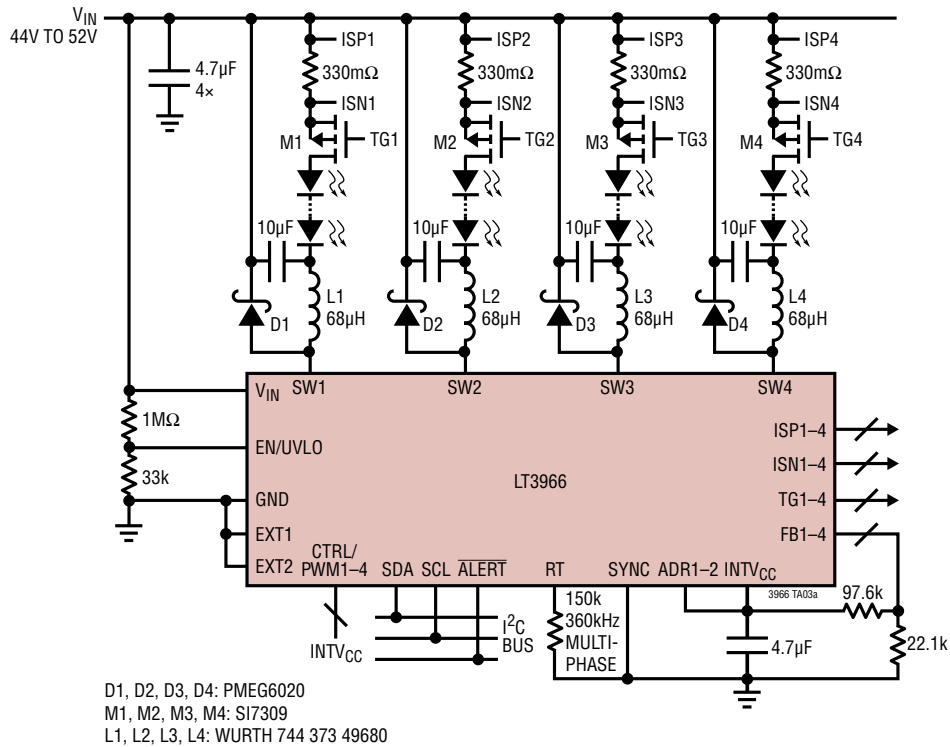 V_IN
44V TO 52V
4.7µF
4×
ISP1
ISP2
ISP3
ISP4
330mΩ
330mΩ
330mΩ
330mΩ
ISN1
ISN2
ISN3
ISN4
M1
TG1
M2
TG2
M3
TG3
M4
TG4
10µF
10µF
10µF
10µF
D1
L1
68µH
D2
L2
68µH
D3
L3
68µH
D4
L4
68µH
V_IN
SW1
SW2
SW3
SW4
1MΩ
EN/UVLO
33k
GND
EXT1
EXT2
LT3966
ISP1–4
ISN1–4
TG1–4
FB1–4
CTRL/
PWM1–4
SDA
SCL
ALERT
RT
SYNC
ADR1–2
INTV_CC
3966 TA03a
INTV_CC
I²C
BUS
150k
360kHz
MULTI-
PHASE
4.7µF
97.6k
22.1k
D1, D2, D3, D4: PMEG6020
M1, M2, M3, M4: SI7309
L1, L2, L3, L4: WURTH 744 373 49680